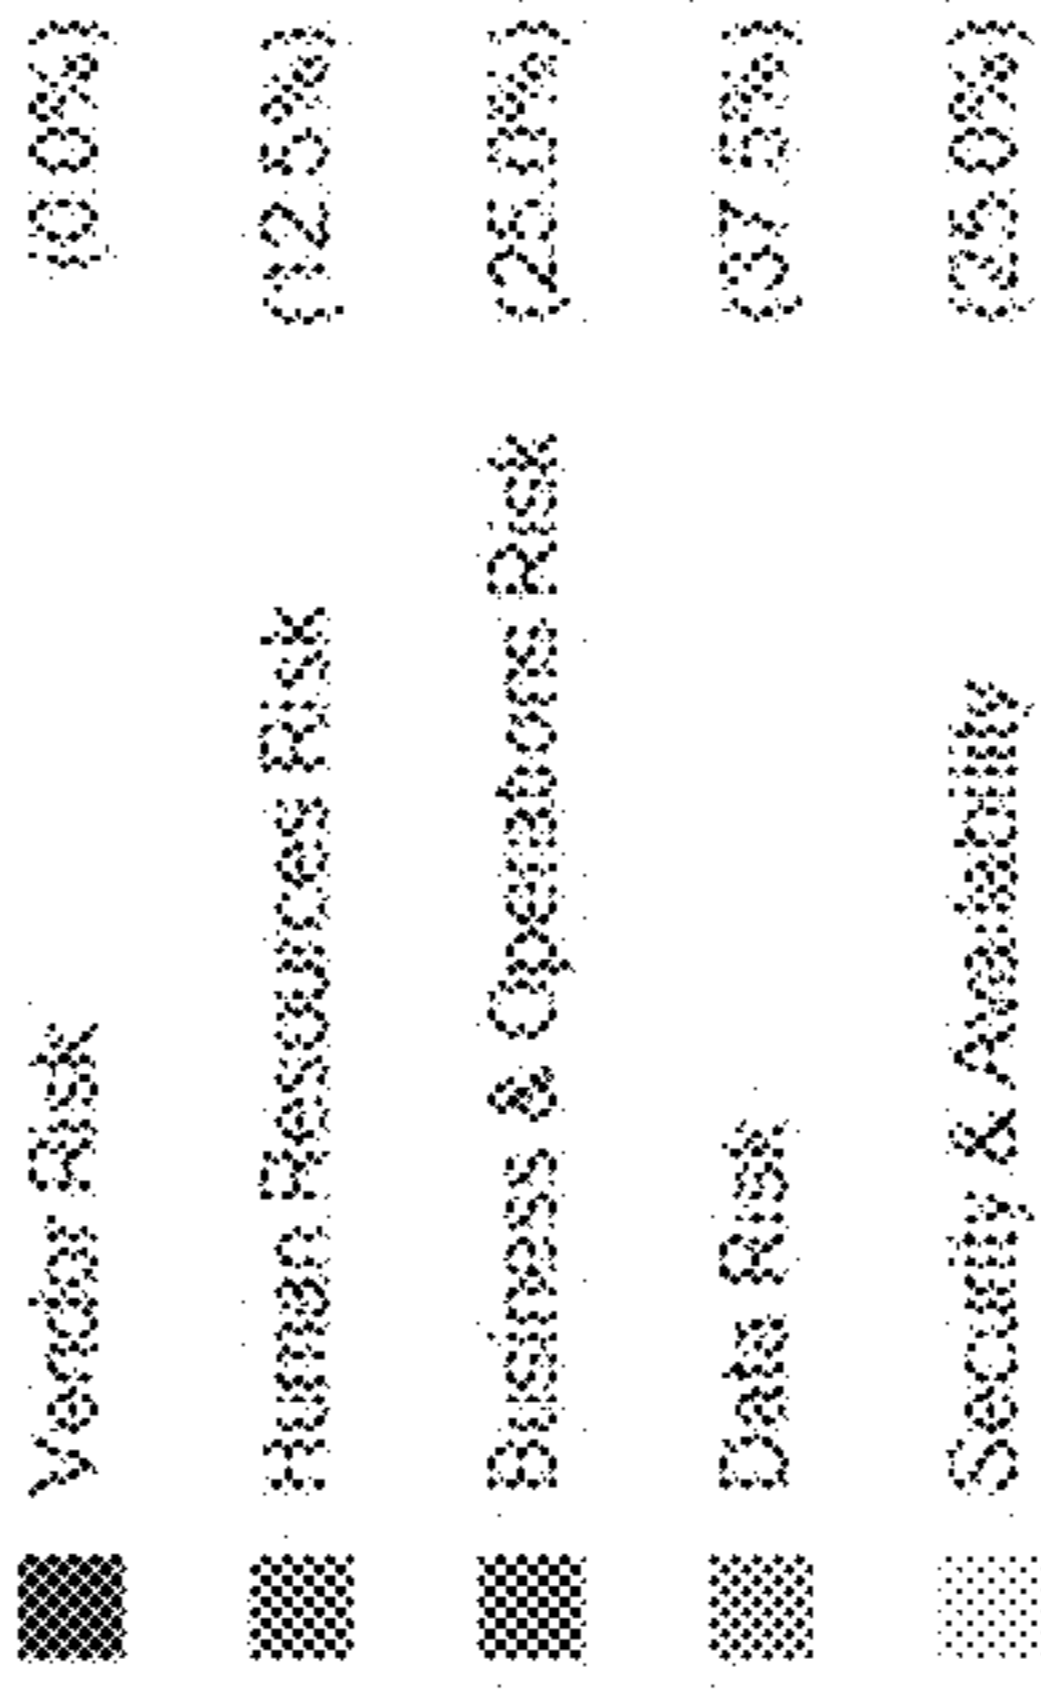 Vendor Risk (0.0%)
Human Resources Risk (12.5%)
Business & Operations Risk (25.0%)
Data Risk (37.5%)
Security & Availability (25.0%)